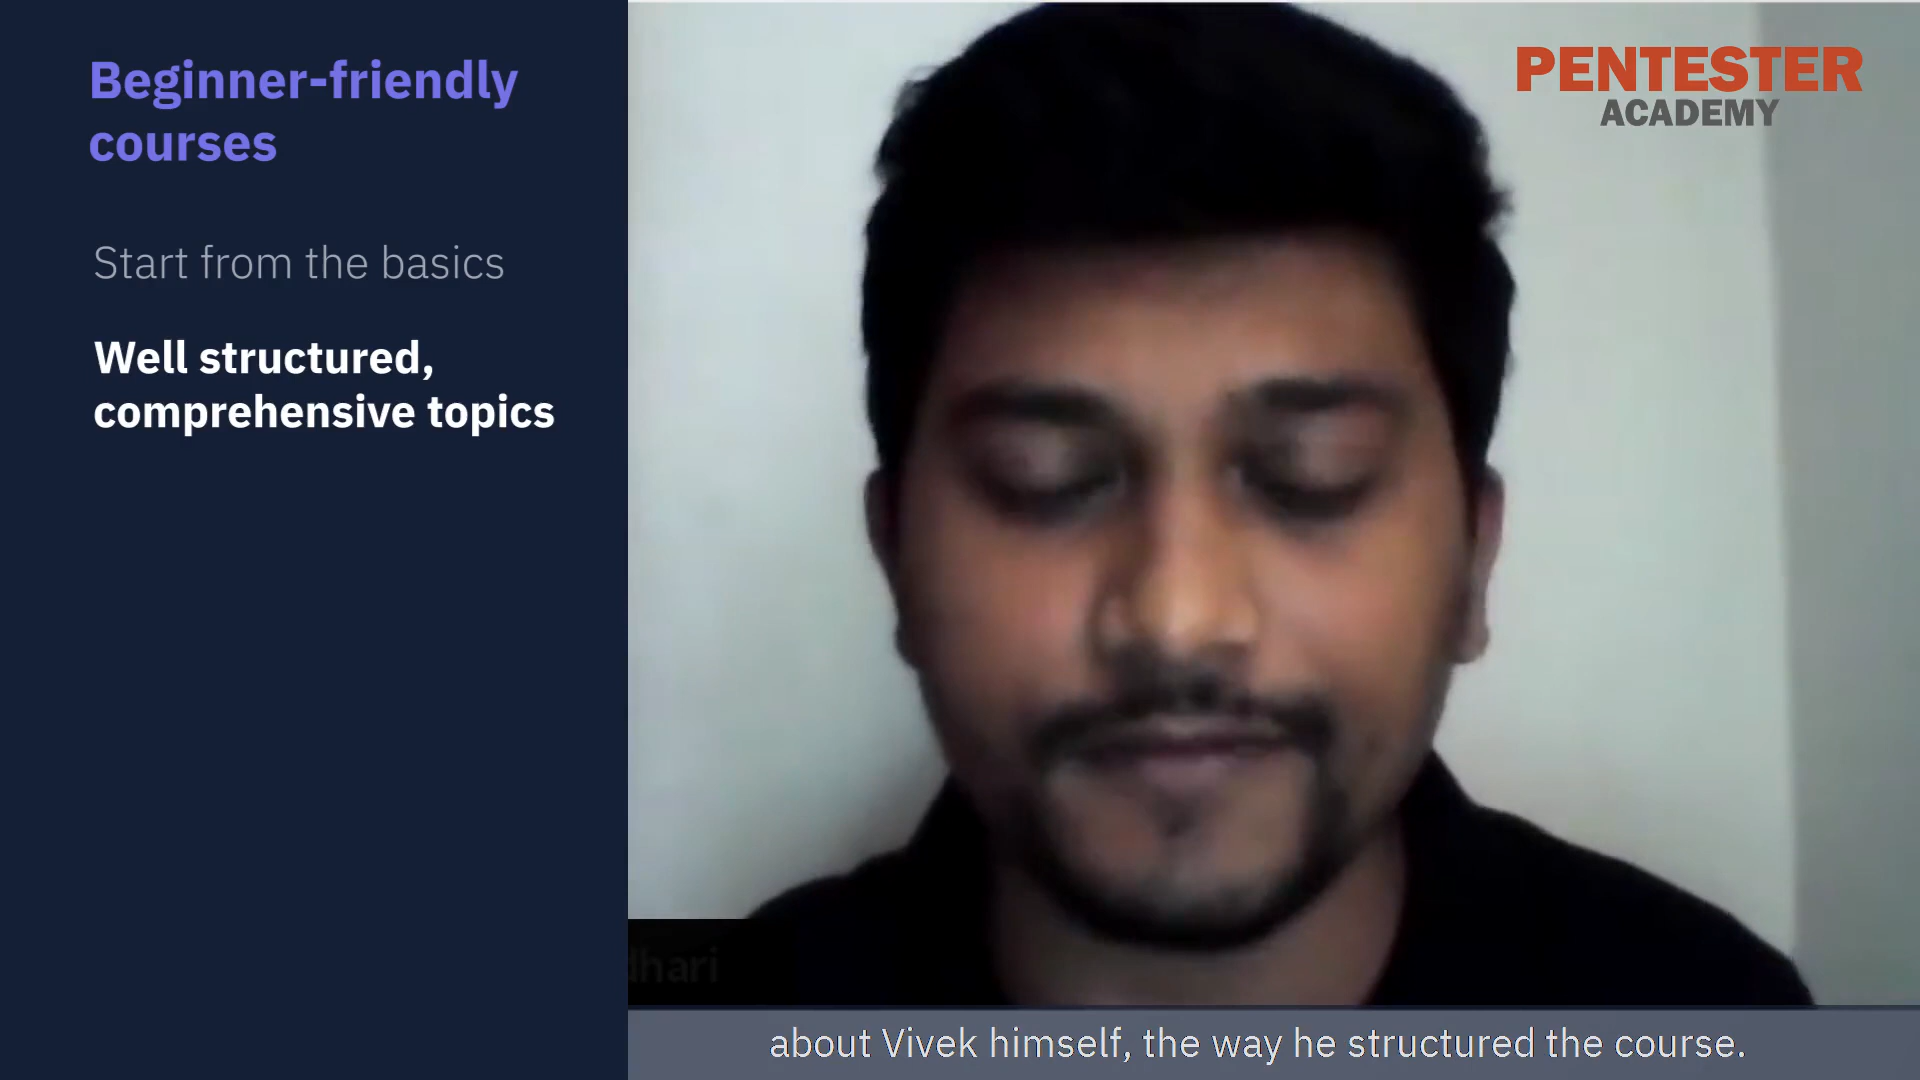 Beginner-friendly
courses
Start from the basics
Well structured,
comprehensive topics
PENTESTER
ACADEMY
about Vivek himself, the way he structured the course.